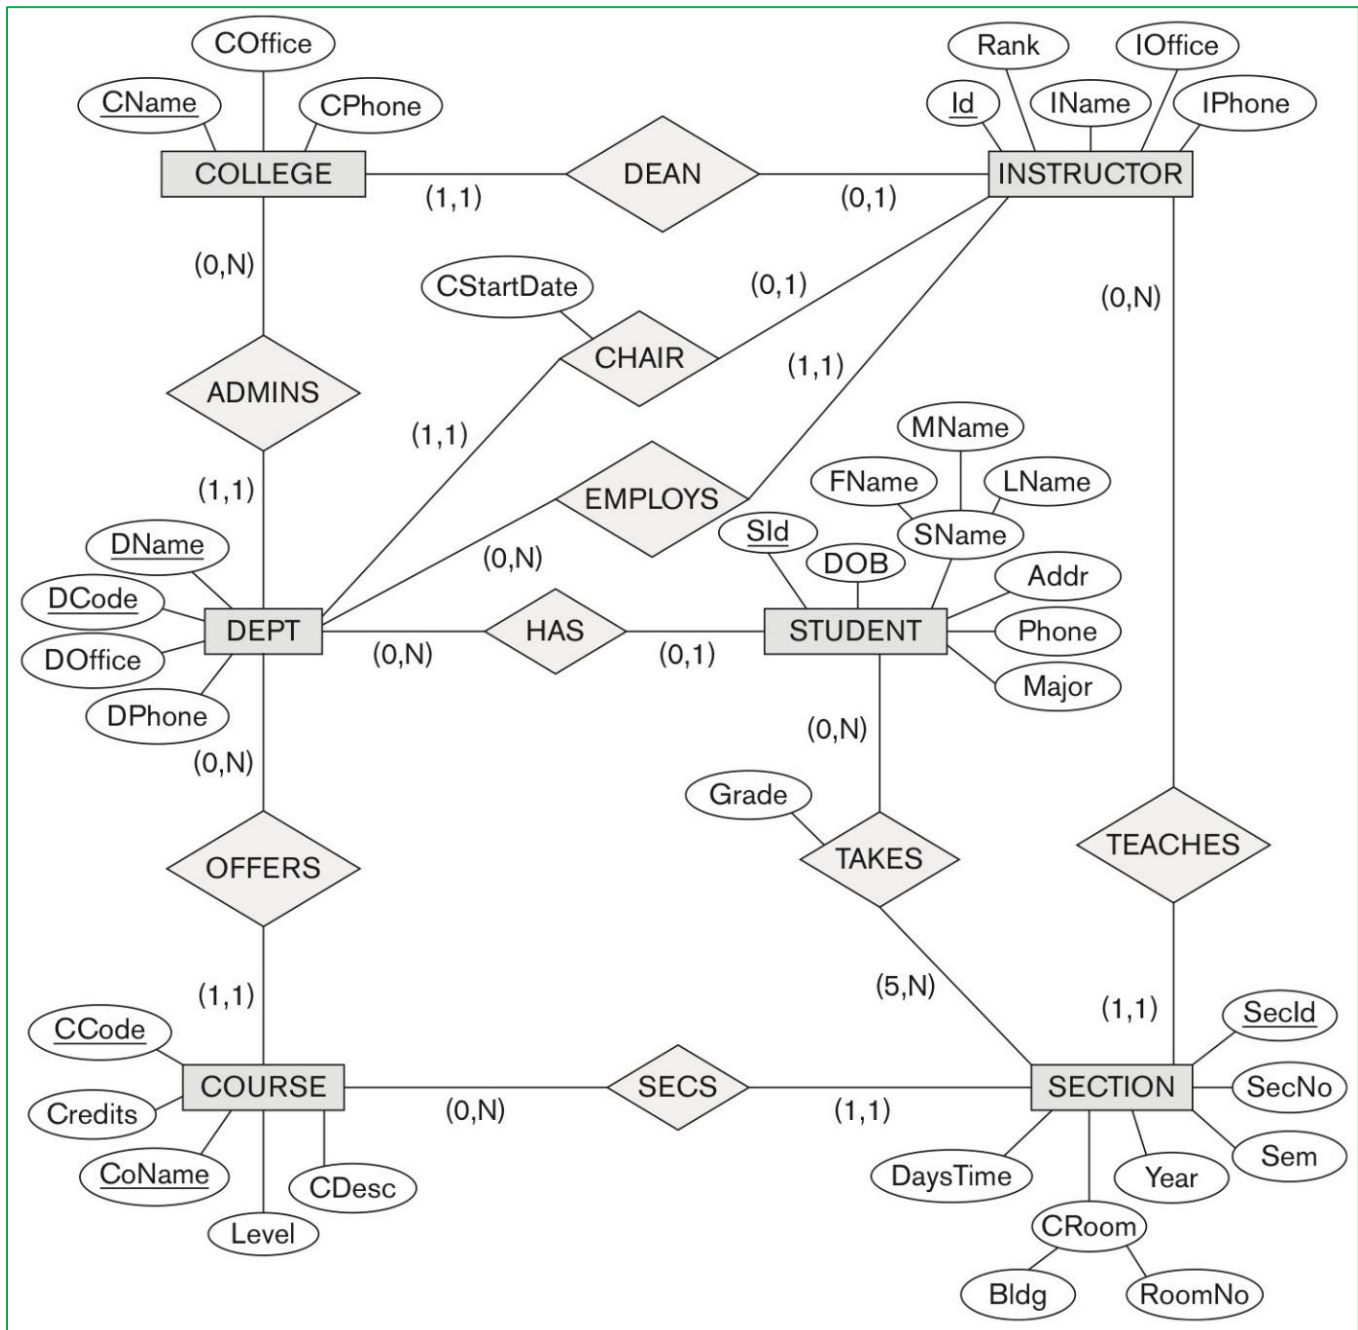 COffice
Rank
IOffice
CName
CPhone
Id
IName
IPhone
COLLEGE
DEAN
INSTRUCTOR
(1,1)
(0,1)
(0,N)
CStartDate
(0,1)
(0,N)
CHAIR
(1,1)
ADMINS
(1,1)
MName
(1,1)
EMPLOYS
FName
LName
DName
(0,N)
SId
SName
DOB
Addr
DCode
DEPT
HAS
STUDENT
Phone
DOffice
(0,N)
(0,1)
Major
DPhone
(0,N)
(0,N)
Grade
OFFERS
TAKES
TEACHES
(1,1)
(5,N)
(1,1)
SecId
CCode
COURSE
SECS
SECTION
SecNo
Credits
(0,N)
(1,1)
CoName
CDesc
DaysTime
Year
Sem
Level
CRoom
Bldg
RoomNo